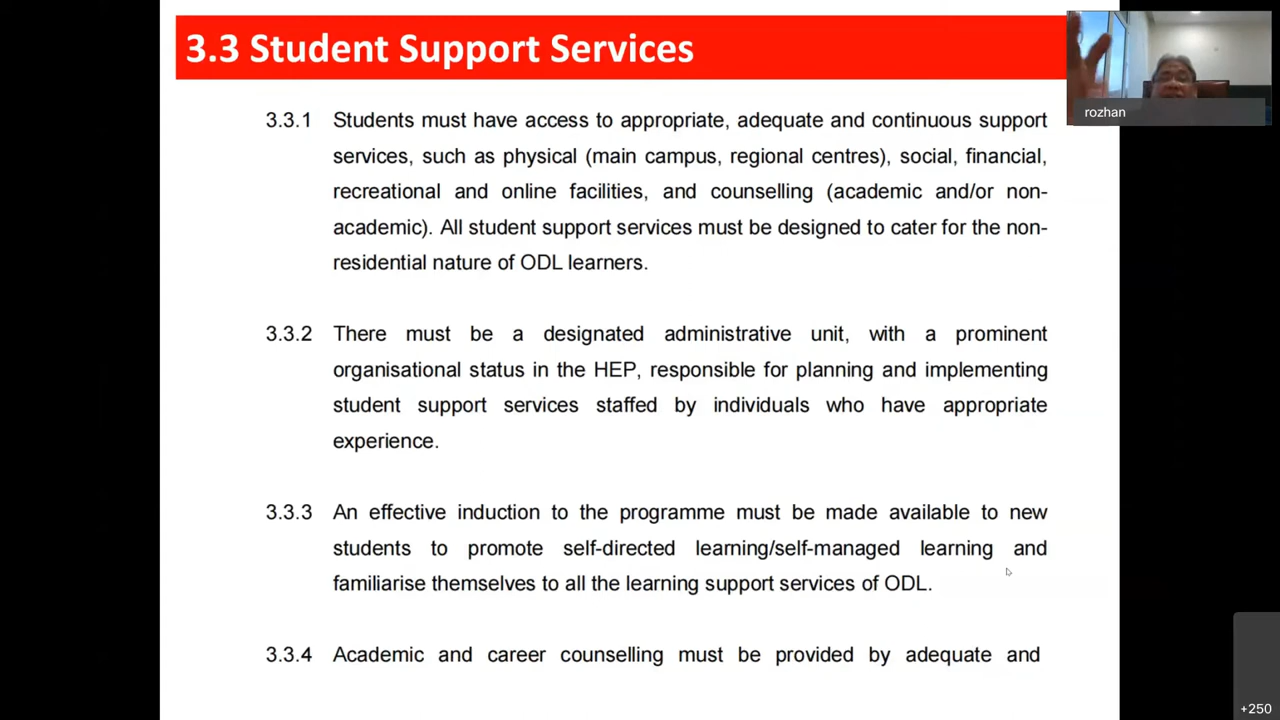 3.3 Student Support Services
rozhan
3.3.1 Students must have access to appropriate, adequate and continuous support
services, such as physical (main campus, regional centres), social, financial,
recreational and online facilities, and counselling (academic and/or non-
academic). All student support services must be designed to cater for the non-
residential nature of ODL learners.
3.3.2 There must be a designated administrative unit, with a prominent
organisational status in the HEP, responsible for planning and implementing
student support services staffed by individuals who have appropriate
experience.
3.3.3 An effective induction to the programme must be made available to new
students to promote self-directed learning/self-managed learning and
familiarise themselves to all the learning support services of ODL.
3.3.4 Academic and career counselling must be provided by adequate and
+250